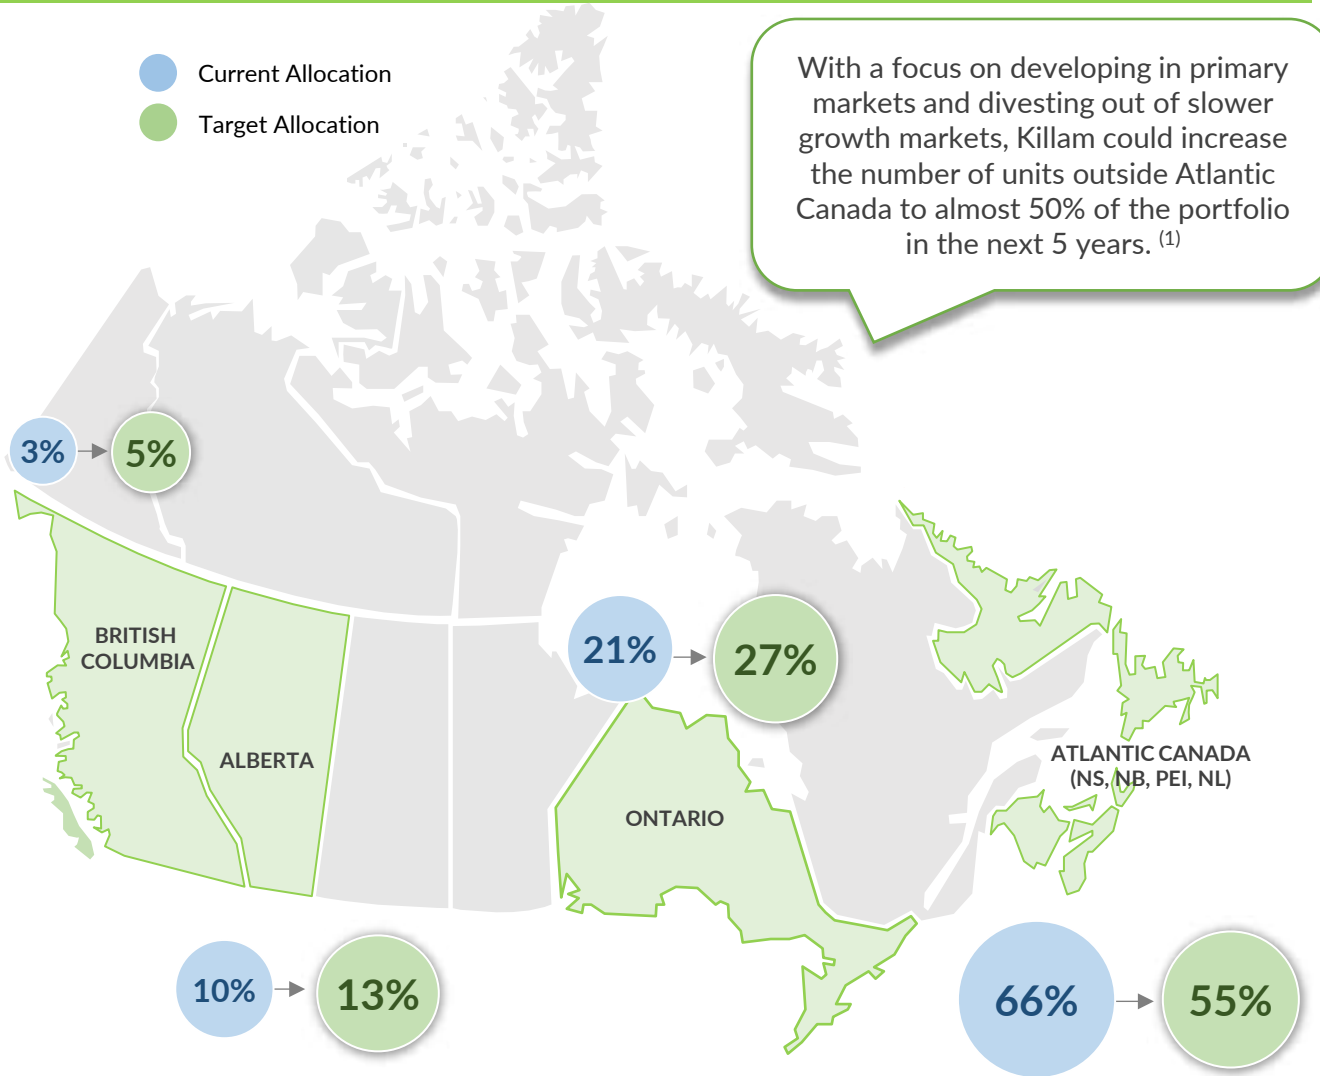 Current Allocation
Target Allocation
With a focus on developing in primary
markets and divesting out of slower
growth markets, Killam could increase
the number of units outside Atlantic
Canada to almost 50% of the portfolio
in the next 5 years. (1)
3%
5%
21%
27%
BRITISH
COLUMBIA
ALBERTA
ONTARIO
ATLANTIC CANADA
(NS, NB, PEI, NL)
10%
13%
66%
55%